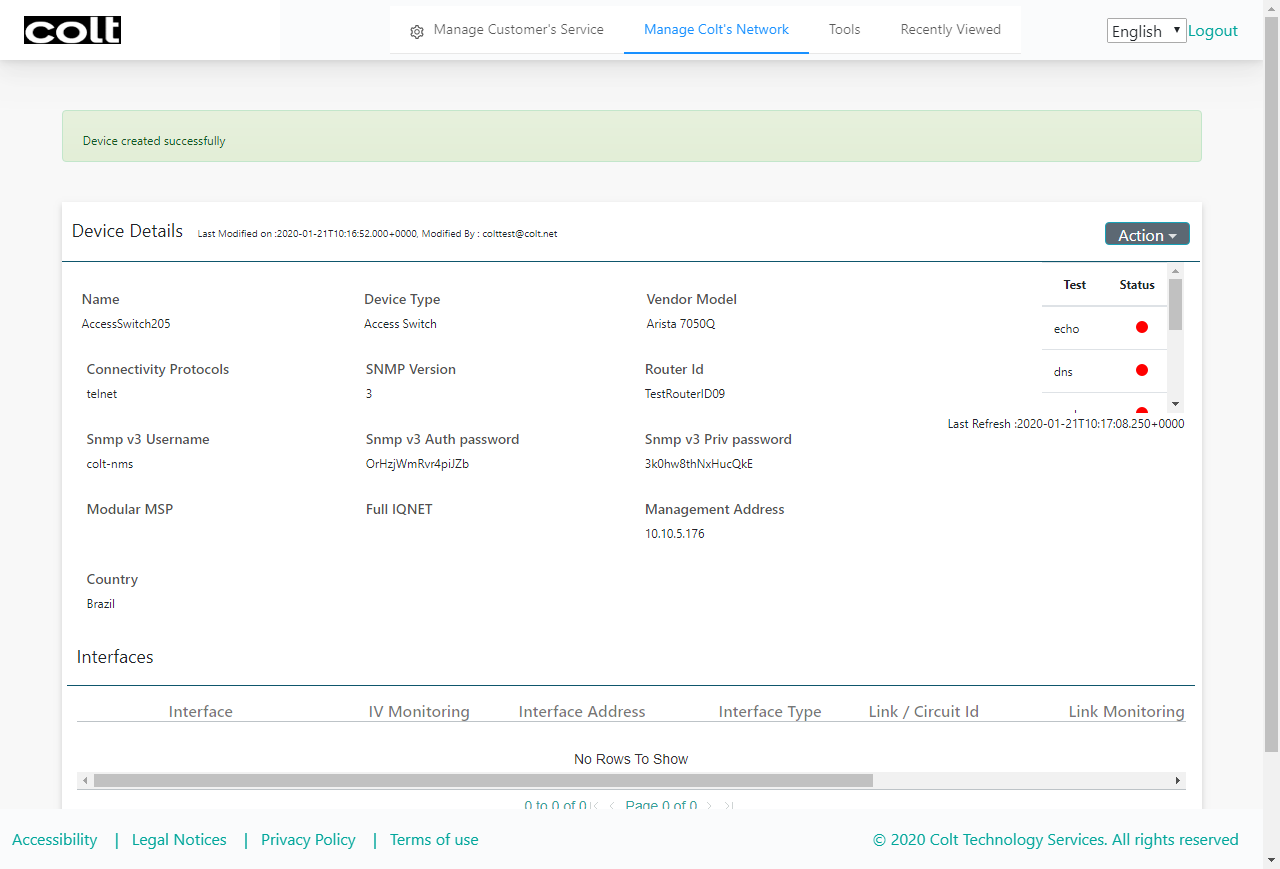 colt
Manage Customer's Service
Manage Colt's Network
Tools
Recently Viewed
English
Logout
Device created successfully
Device Details
Last Modified on :2020-01-21T10:16:52.000+0000, Modified By : colttest@colt.net
Action
Name
Device Type
Vendor Model
AccessSwitch205
Access Switch
Arista 7050Q
Test
Status
echo
dns
Connectivity Protocols
SNMP Version
Router Id
telnet
3
TestRouterID09
Last Refresh :2020-01-21T10:17:08.250+0000
Snmp v3 Username
Snmp v3 Auth password
Snmp v3 Priv password
colt-nms
OrHzjWmRvr4piJZb
3k0hw8thNxHucQkE
Modular MSP
Full IQNET
Management Address
10.10.5.176
Country
Brazil
Interfaces
Interface
IV Monitoring
Interface Address
Interface Type
Link / Circuit Id
Link Monitoring
No Rows To Show
0 to 0 of 0
Page 0 of 0
Accessibility | Legal Notices | Privacy Policy | Terms of use
© 2020 Colt Technology Services. All rights reserved